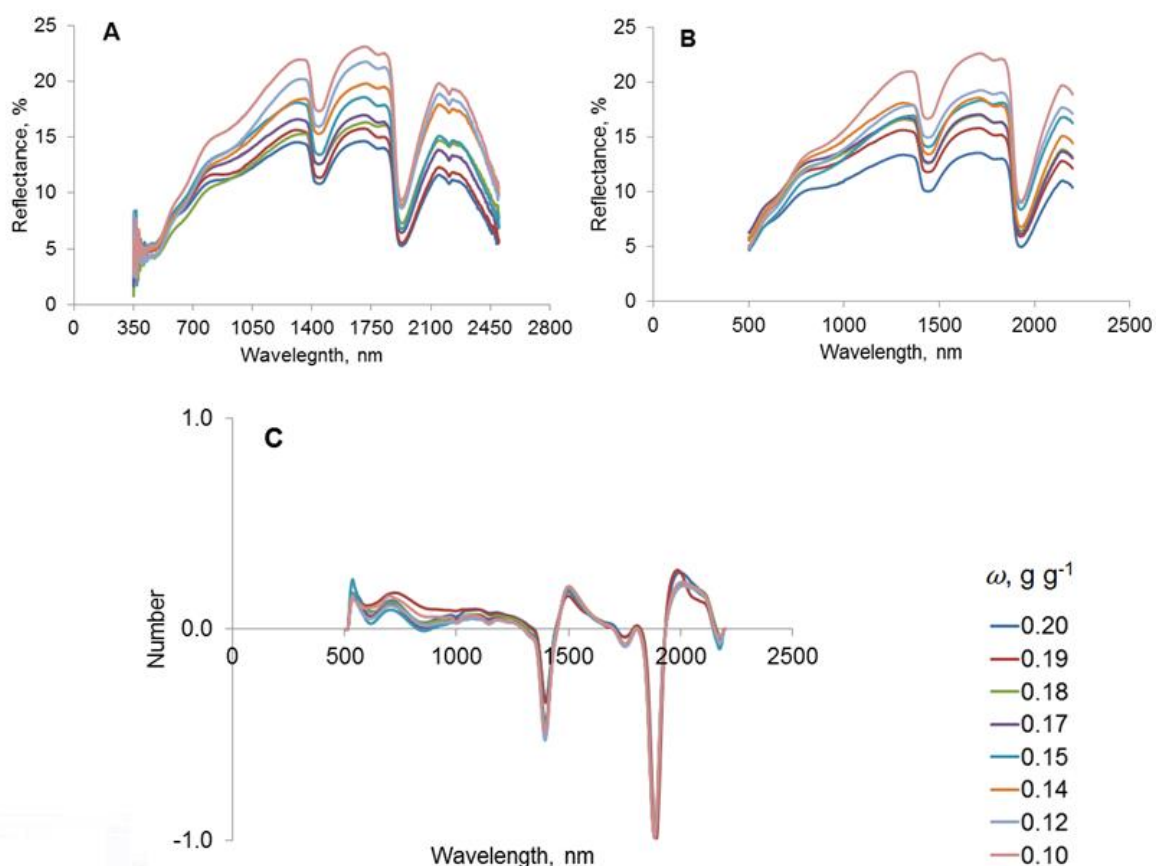 A
25
20
15
10
5
0
Reflectance, %
0 350 700 1050 1400 1750 2100 2450 2800
Wavelegnth, nm
B
25
20
15
10
5
0
Reflectance, %
0 500 1000 1500 2000 2500
Wavelength, nm
C
1.0
0.0
-1.0
Number
0 500 1000 1500 2000 2500
Wavelength, nm
ω, g g-1
0.20
0.19
0.18
0.17
0.15
0.14
0.12
0.10